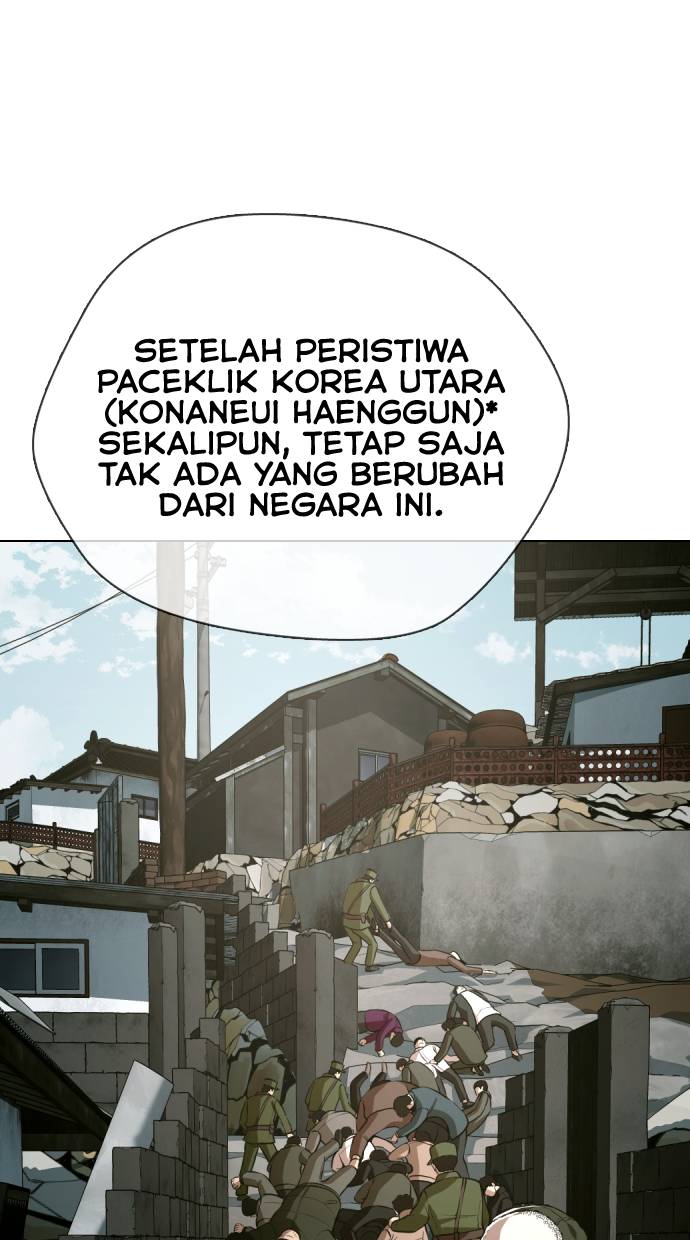 SETELAH PERISTIWA
PACEKLIK KOREA UTARA
(KONANEUI HAENGGUN)*
SEKALIPUN, TETAP SAJA
TAK ADA YANG BERUBAH
DARI NEGARA INI.